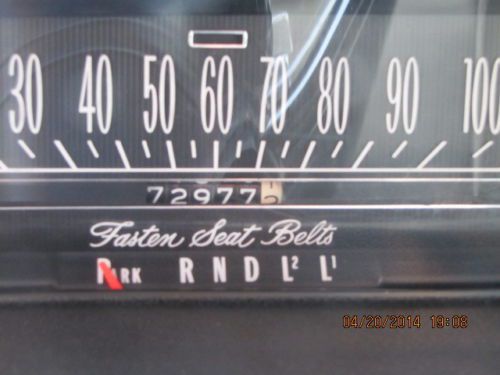 30 40 50 60 70 80 90 100
72977
Fasten Seat Belts
PARK R N D L² L¹
04/20/2014 19:08